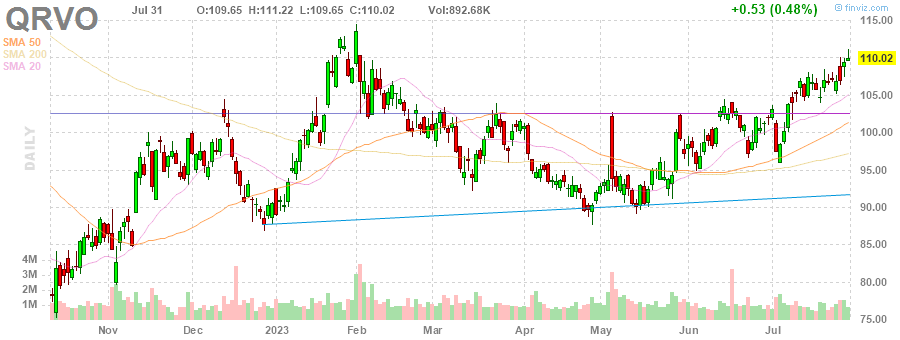 QRVO Jul 31 O:109.65 H:111.22 L:109.65 C:110.02 Vol:892.68K +0.53 (0.48%) © finviz.com
SMA 50
SMA 200
SMA 20
DAILY
115.00
110.02
105.00
100.00
95.00
90.00
85.00
80.00
75.00
4M
3M
2M
1M
Nov Dec 2023 Feb Mar Apr May Jun Jul